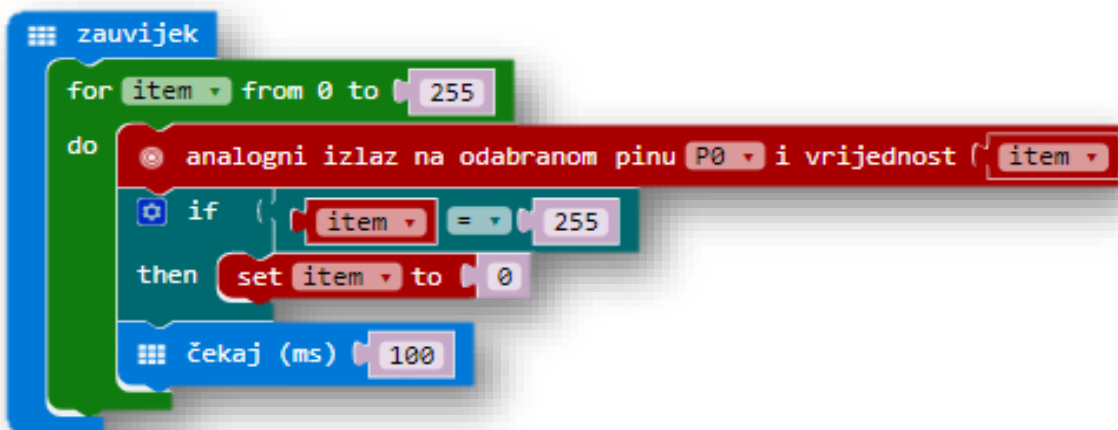 zauvijek
for item from 0 to 255
do analogni izlaz na odabranom pinu P0 i vrijednost item
if item = 255
then set item to 0
čekaj (ms) 100